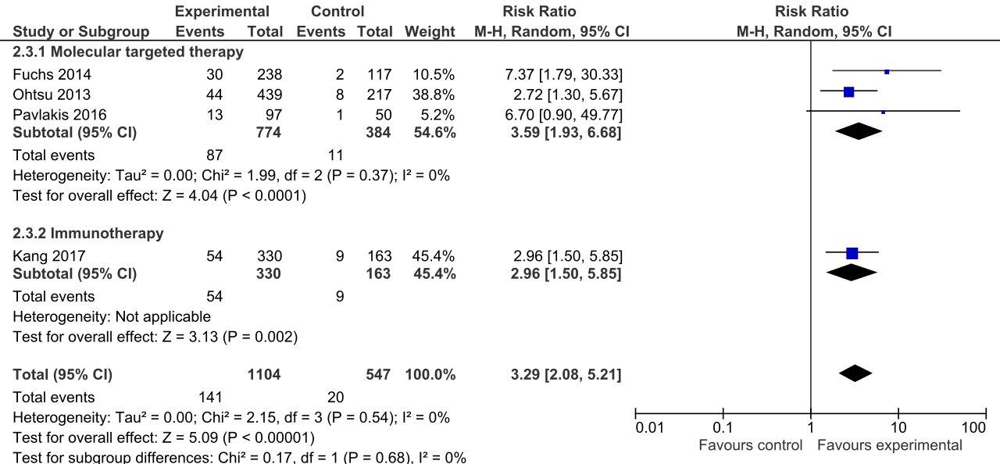 Experimental Control Risk Ratio Risk Ratio
Study or Subgroup Events Total Events Total Weight M-H, Random, 95% CI M-H, Random, 95% CI
2.3.1 Molecular targeted therapy
Fuchs 2014 30 238 2 117 10.5% 7.37 [1.79, 30.33]
Ohtsu 2013 44 439 8 217 38.8% 2.72 [1.30, 5.67]
Pavlakis 2016 13 97 1 50 5.2% 6.70 [0.90, 49.77]
Subtotal (95% CI) 774 384 54.6% 3.59 [1.93, 6.68]
Total events 87 11
Heterogeneity: Tau² = 0.00; Chi² = 1.99, df = 2 (P = 0.37); I² = 0%
Test for overall effect: Z = 4.04 (P < 0.0001)
2.3.2 Immunotherapy
Kang 2017 54 330 9 163 45.4% 2.96 [1.50, 5.85]
Subtotal (95% CI) 330 163 45.4% 2.96 [1.50, 5.85]
Total events 54 9
Heterogeneity: Not applicable
Test for overall effect: Z = 3.13 (P = 0.002)
Total (95% CI) 1104 547 100.0% 3.29 [2.08, 5.21]
Total events 141 20
Heterogeneity: Tau² = 0.00; Chi² = 2.15, df = 3 (P = 0.54); I² = 0%
Test for overall effect: Z = 5.09 (P < 0.00001)
Test for subgroup differences: Chi² = 0.17, df = 1 (P = 0.68), I² = 0%
0.01 0.1 1 10 100
Favours control Favours experimental